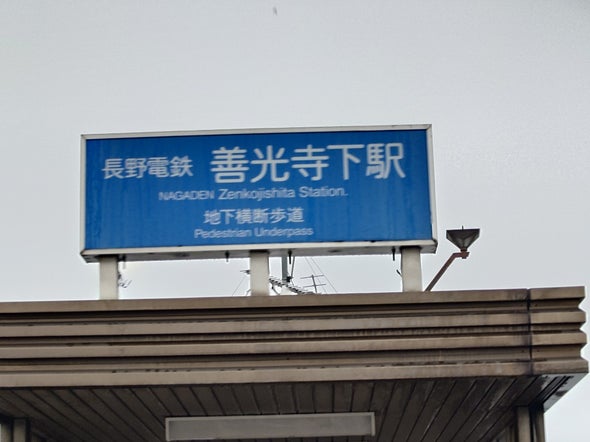 長野電鉄 善光寺下駅
NAGADEN Zenkojishita Station.
地下横断歩道
Pedestrian Underpass